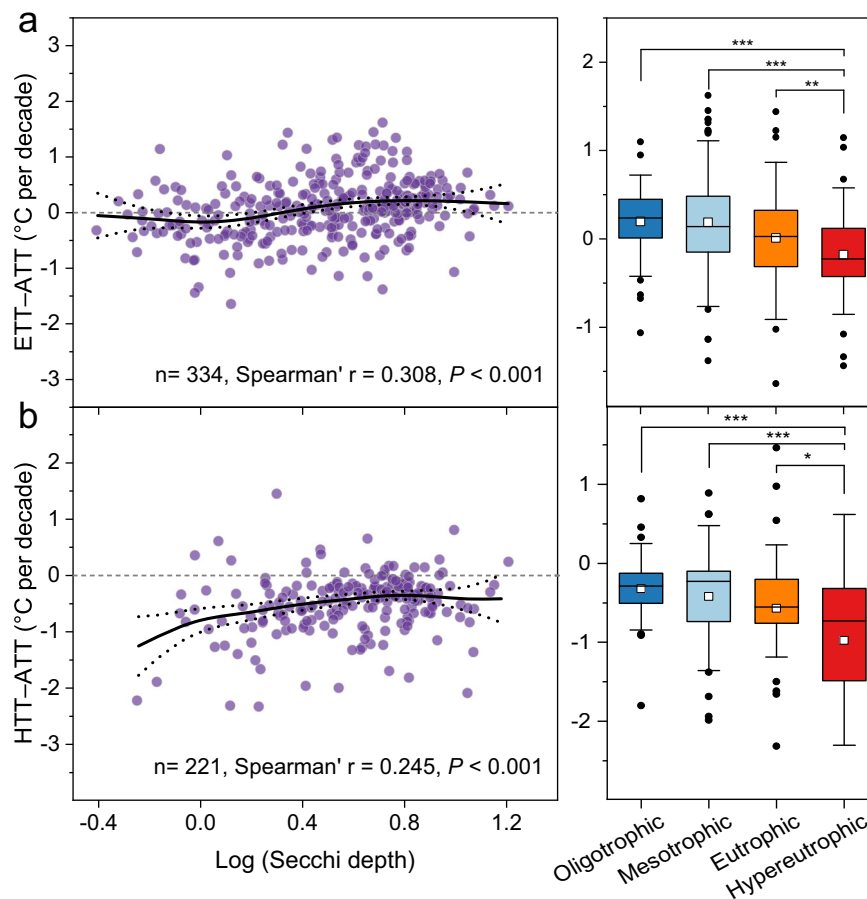 a
ETT–ATT (°C per decade)
3
2
1
0
-1
-2
-3
n= 334, Spearman' r = 0.308, P < 0.001
2
1
0
-1
***
***
**
b
HTT–ATT (°C per decade)
2
1
0
-1
-2
-3
n= 221, Spearman' r = 0.245, P < 0.001
-0.4 0.0 0.4 0.8 1.2
Log (Secchi depth)
1
0
-1
-2
***
***
*
Oligotrophic
Mesotrophic
Eutrophic
Hypereutrophic